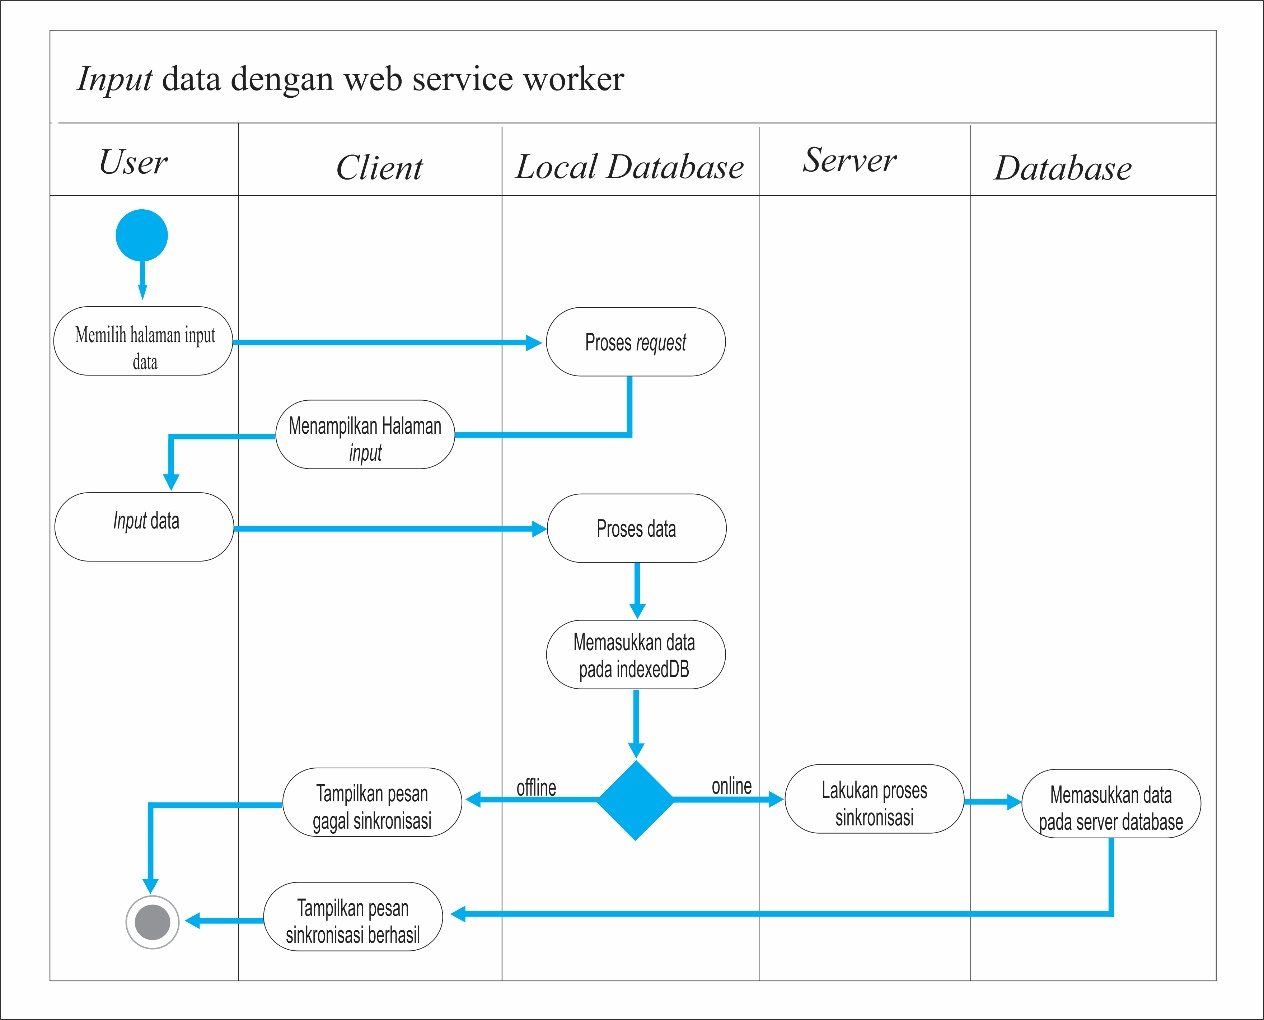 Input data dengan web service worker
User
Client
Local Database
Server
Database
Memilih halaman input
data
Proses request
Menampilkan Halaman
input
Input data
Proses data
Memasukkan data
pada indexedDB
offline
online
Tampilkan pesan
gagal sinkronisasi
Lakukan proses
sinkronisasi
Memasukkan data
pada server database
Tampilkan pesan
sinkronisasi berhasil